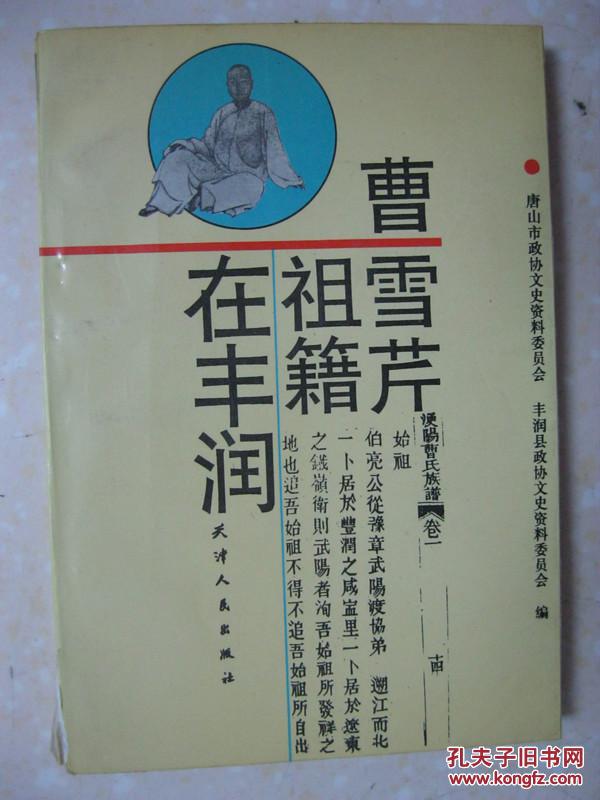 唐山市政协文史资料委员会 丰润县政协文史资料委员会 编
曹雪芹
祖籍
在丰润
浭陽曹氏族譜 卷一
十四
始祖
伯亮公從豫章武陽渡協弟 遡江而北
一卜居於豐潤之咸寍里一卜居於遼東
之鐡嶺衛則武陽者洵吾始祖所發祥之
地也追吾始祖不得不追吾始祖所自出
天津人民出版社
孔夫子旧书网
www.kongfz.com